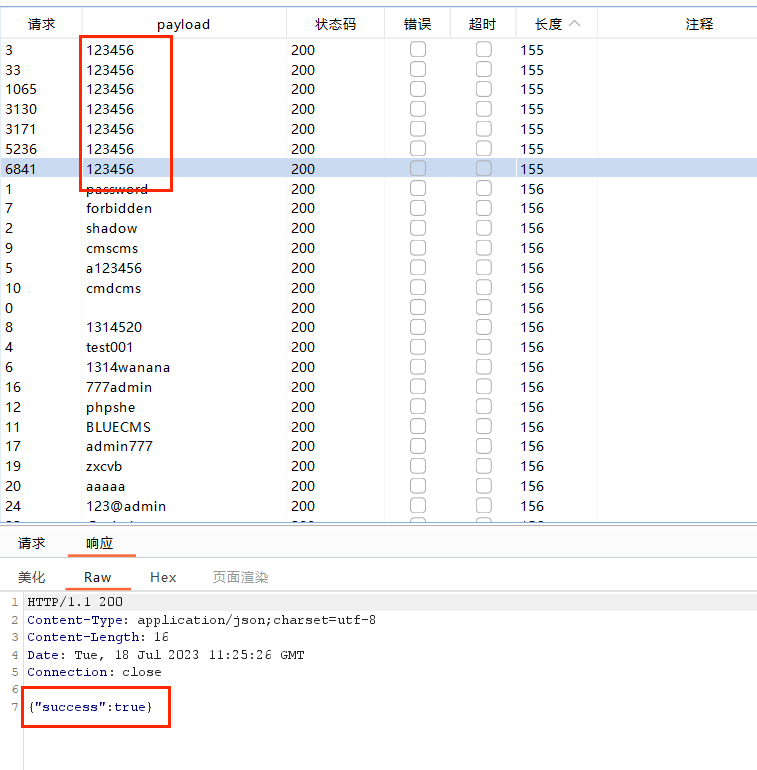 请求 payload 状态码 错误 超时 长度 注释
3 123456 200 155
33 123456 200 155
1065 123456 200 155
3130 123456 200 155
3171 123456 200 155
5236 123456 200 155
6841 123456 200 155
1 password 200 156
7 forbidden 200 156
2 shadow 200 156
9 cmscms 200 156
5 a123456 200 156
10 cmdcms 200 156
0 200 156
8 1314520 200 156
4 test001 200 156
6 1314wanana 200 156
16 777admin 200 156
12 phpshe 200 156
11 BLUECMS 200 156
17 admin777 200 156
19 zxcvb 200 156
20 aaaaa 200 156
24 123@admin 200 156
请求 响应
美化 Raw Hex 页面渲染
1 HTTP/1.1 200
2 Content-Type: application/json;charset=utf-8
3 Content-Length: 16
4 Date: Tue, 18 Jul 2023 11:25:26 GMT
5 Connection: close
6
7 {"success":true}